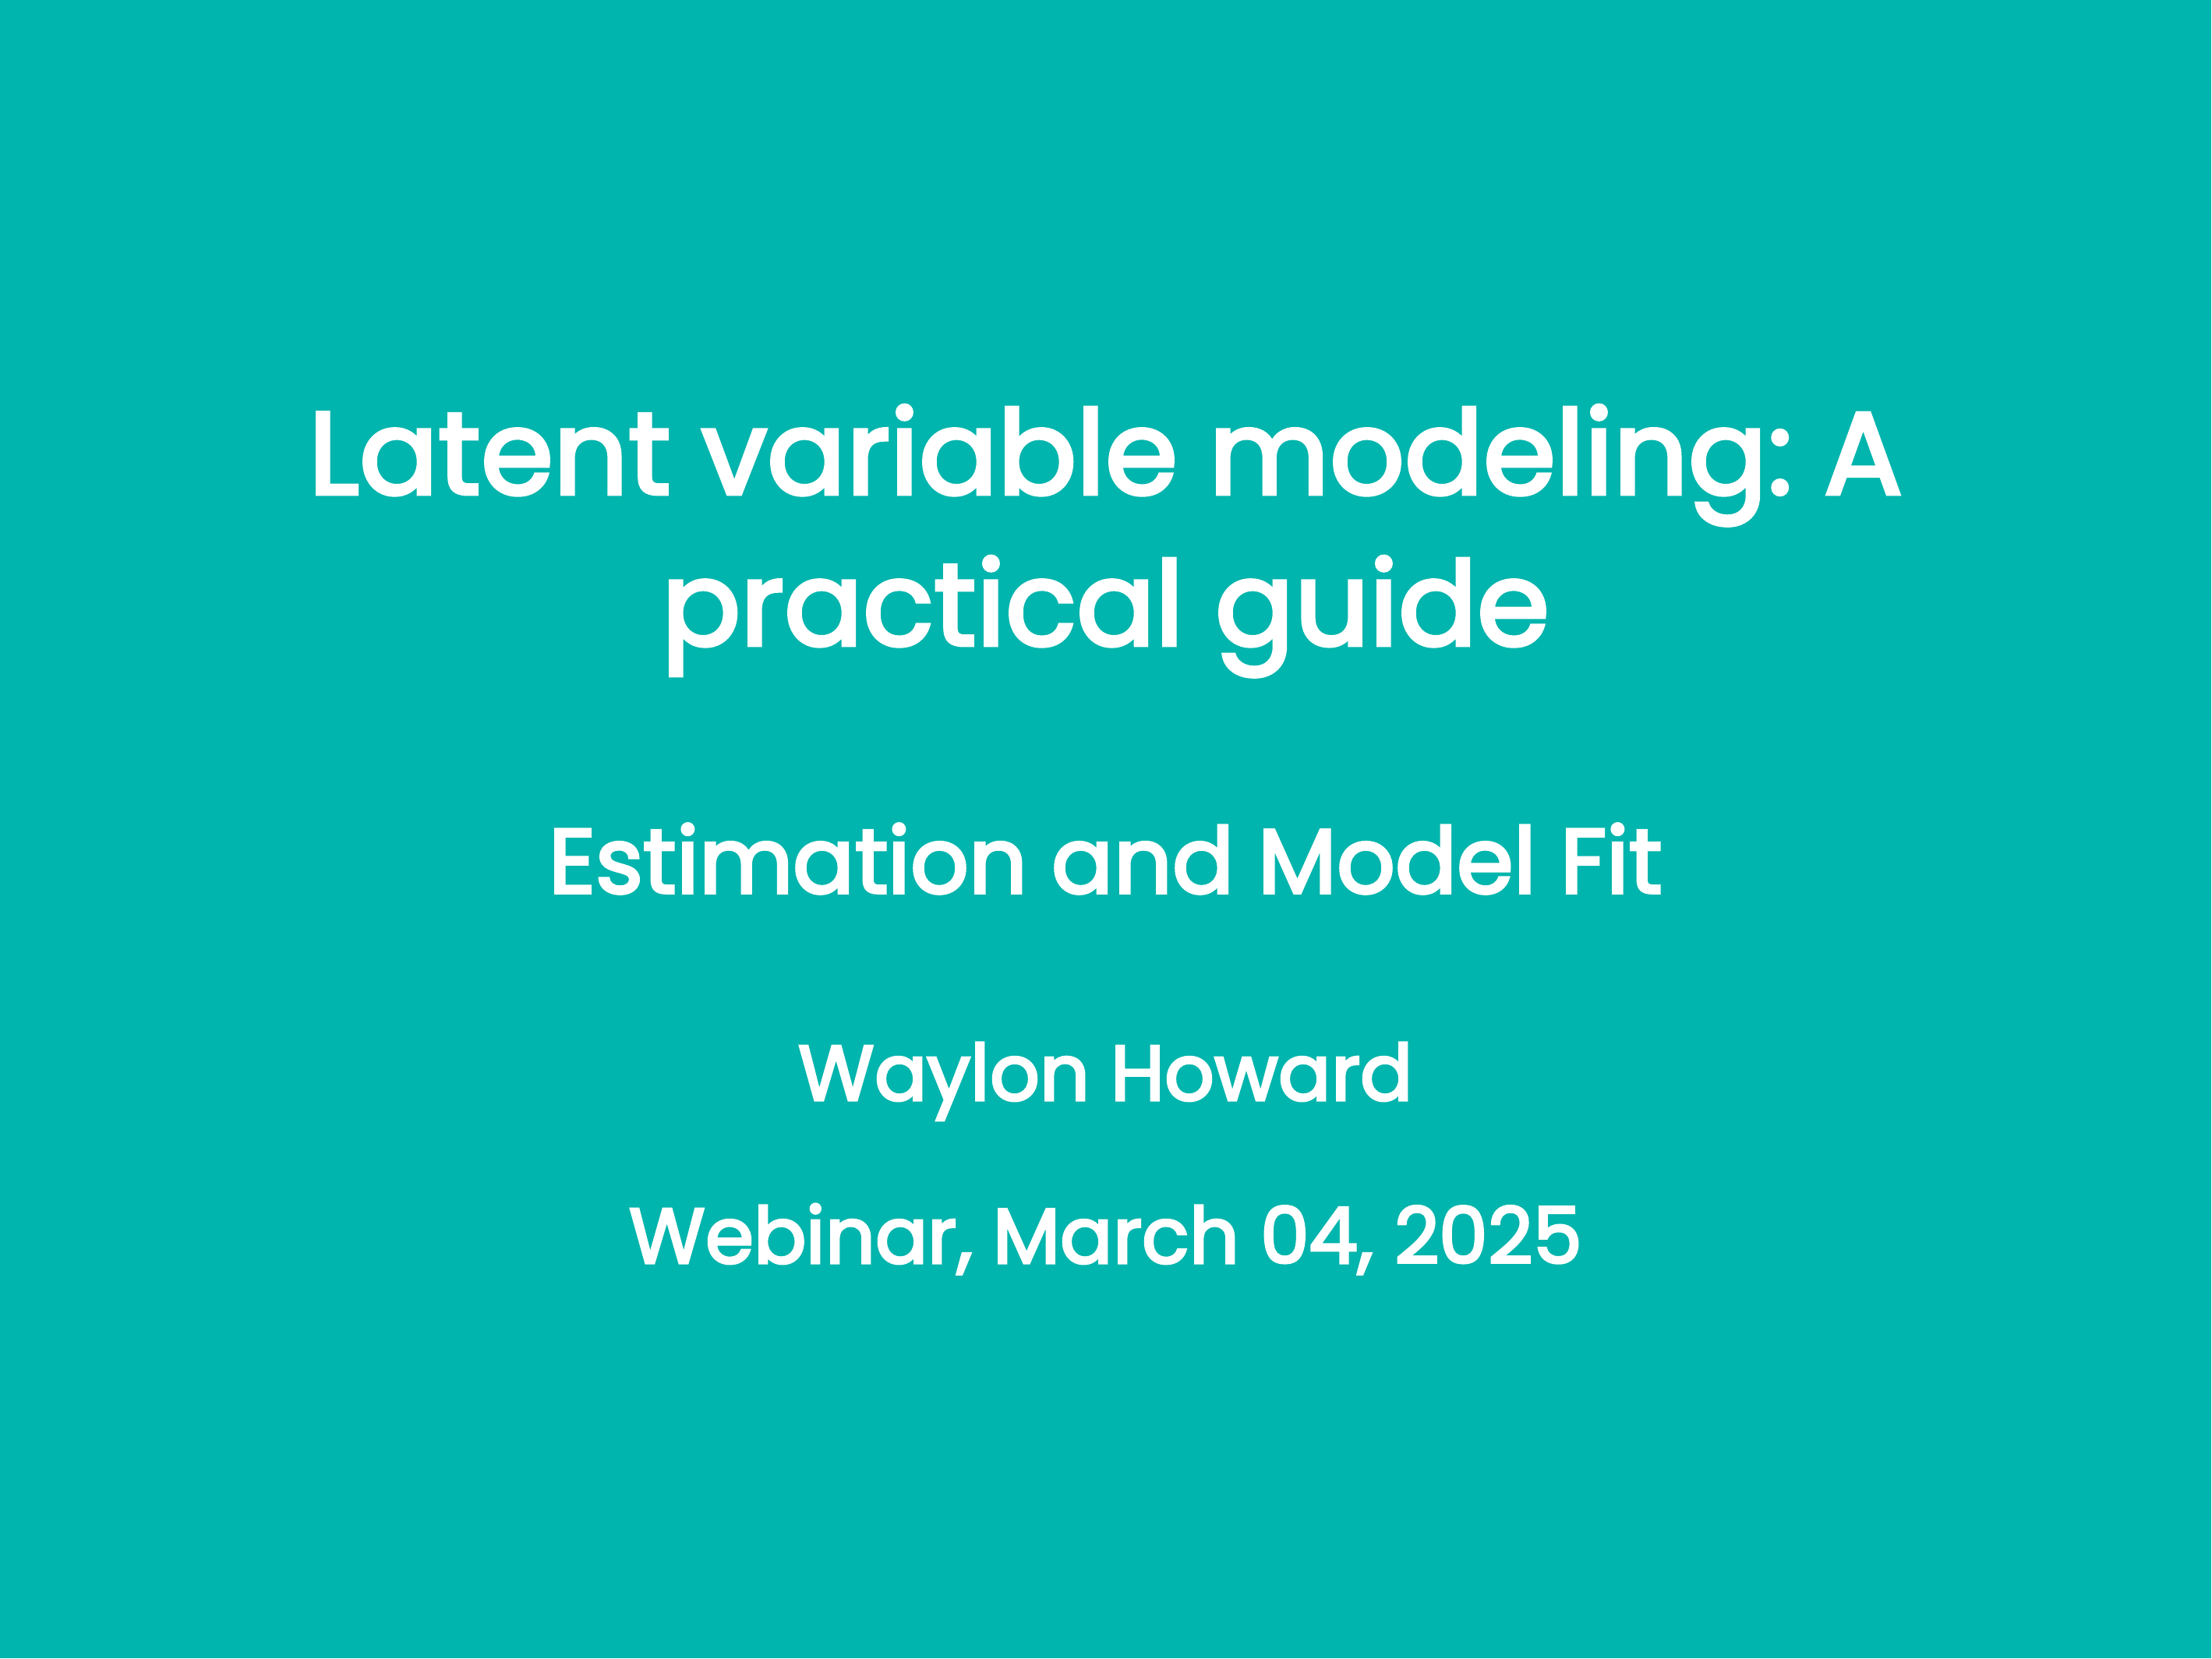 Latent variable modeling: A
practical guide
Estimation and Model Fit
Waylon Howard
Webinar, March 04, 2025